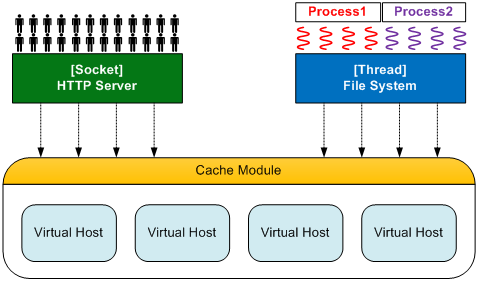 Process1 Process2
[Socket]
HTTP Server
[Thread]
File System
Cache Module
Virtual Host Virtual Host Virtual Host Virtual Host